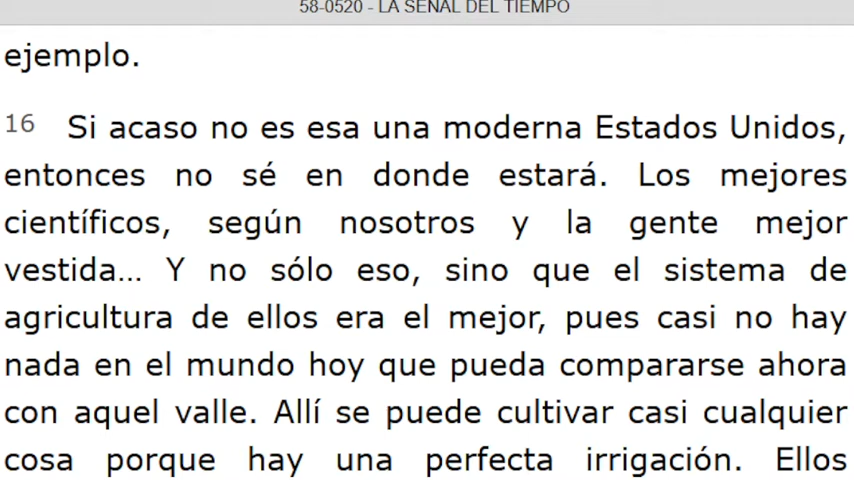 58-0520 - LA SEÑAL DEL TIEMPO
ejemplo.
16 Si acaso no es esa una moderna Estados Unidos,
entonces no sé en donde estará. Los mejores
científicos, según nosotros y la gente mejor
vestida… Y no sólo eso, sino que el sistema de
agricultura de ellos era el mejor, pues casi no hay
nada en el mundo hoy que pueda compararse ahora
con aquel valle. Allí se puede cultivar casi cualquier
cosa porque hay una perfecta irrigación. Ellos